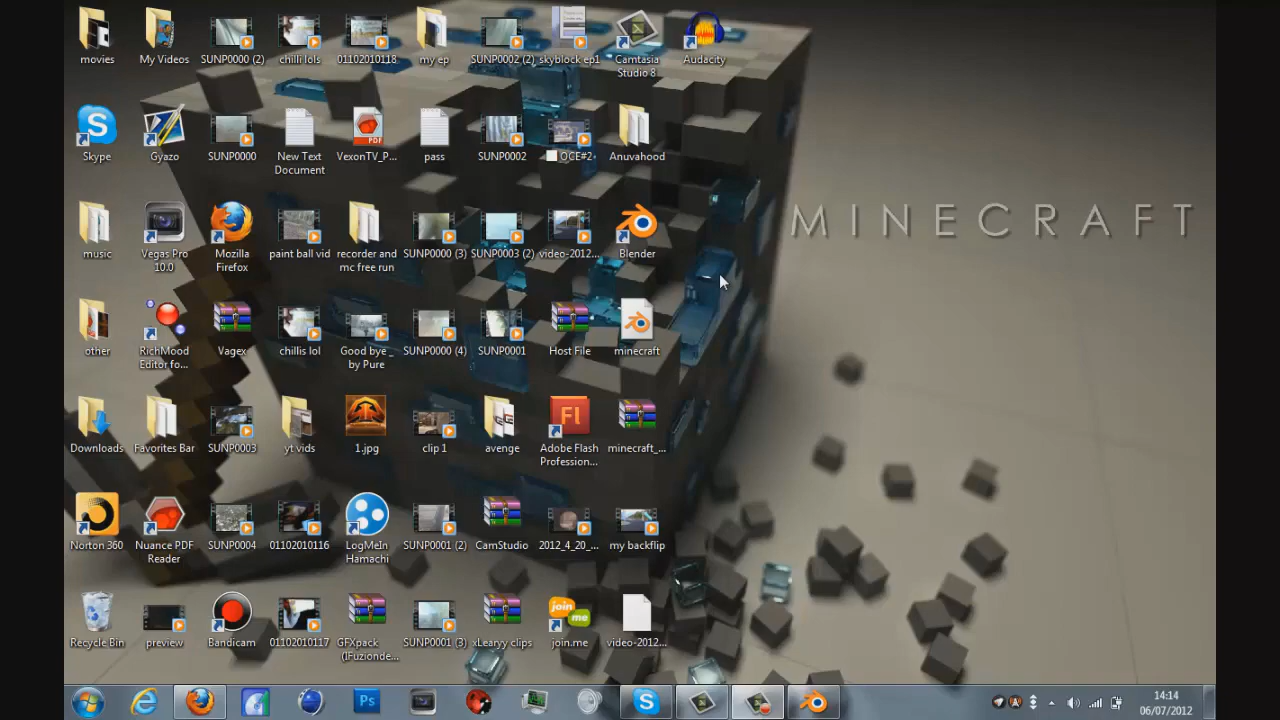 movies
My Videos
SUNP0000 (2)
chilli lols
01102010118
my ep
SUNP0002 (2)
skyblock ep1
Camtasia
Studio 8
Audacity
Skype
Gyazo
SUNP0000
New Text
Document
VexonTV_P...
pass
SUNP0002
OCE#2
Anuvahood
MINECRAFT
music
Vegas Pro
10.0
Mozilla
Firefox
paint ball vid
recorder and
mc free run
SUNP0000 (3)
SUNP0003 (2)
video-2012...
Blender
other
RichMood
Editor fo...
Vagex
chillis lol
Good bye _
by Pure
SUNP0000 (4)
SUNP0001
Host File
minecraft
Downloads
Favorites Bar
SUNP0003
yt vids
1.jpg
clip 1
avenge
Adobe Flash
Profession...
minecraft_...
Norton 360
Nuance PDF
Reader
SUNP0004
01102010116
LogMeIn
Hamachi
SUNP0001 (2)
CamStudio
2012_4_20_...
my backflip
Recycle Bin
preview
Bandicam
01102010117
GFXpack
(IFuzionde...
SUNP0001 (3)
xLearyy clips
join.me
video-2012...
14:14
06/07/2012